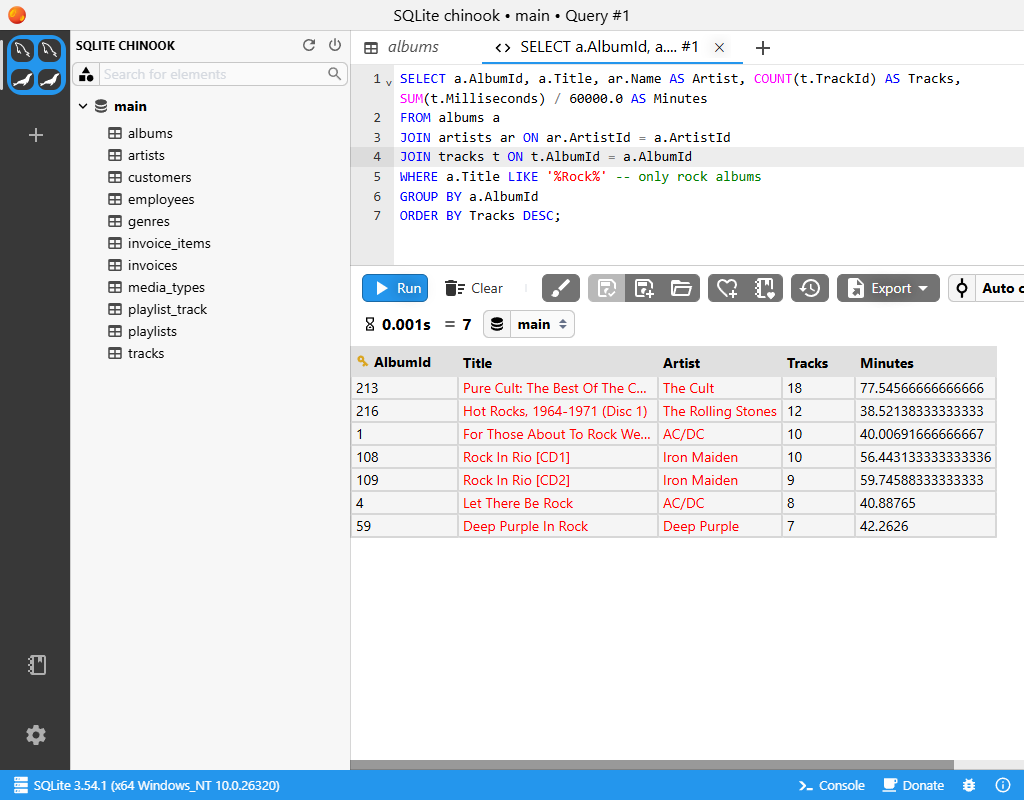 SQLite chinook • main • Query #1
SQLITE CHINOOK
Search for elements
main
albums
artists
customers
employees
genres
invoice_items
invoices
media_types
playlist_track
playlists
tracks
albums
<> SELECT a.AlbumId, a.... #1 ×
1 SELECT a.AlbumId, a.Title, ar.Name AS Artist, COUNT(t.TrackId) AS Tracks,
SUM(t.Milliseconds) / 60000.0 AS Minutes
2 FROM albums a
3 JOIN artists ar ON ar.ArtistId = a.ArtistId
4 JOIN tracks t ON t.AlbumId = a.AlbumId
5 WHERE a.Title LIKE '%Rock%' -- only rock albums
6 GROUP BY a.AlbumId
7 ORDER BY Tracks DESC;
Run Clear Export Auto c
0.001s = 7 main
AlbumId Title Artist Tracks Minutes
213 Pure Cult: The Best Of The C... The Cult 18 77.54566666666666
216 Hot Rocks, 1964-1971 (Disc 1) The Rolling Stones 12 38.52138333333333
1 For Those About To Rock We... AC/DC 10 40.00691666666667
108 Rock In Rio [CD1] Iron Maiden 10 56.443133333333336
109 Rock In Rio [CD2] Iron Maiden 9 59.74588333333333
4 Let There Be Rock AC/DC 8 40.88765
59 Deep Purple In Rock Deep Purple 7 42.2626
SQLite 3.54.1 (x64 Windows_NT 10.0.26320) Console Donate